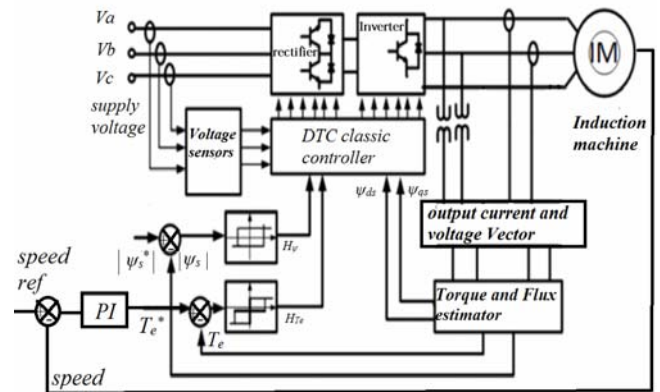 Va
Vb
Vc
supply
voltage
rectifier
Inverter
IM
Induction
machine
Voltage
sensors
DTC classic
controller
ψds
ψqs
output current and
voltage Vector
Hψ
|ψs*|
|ψs|
speed
ref
PI
Te*
Te
HTe
Torque and Flux
estimator
speed